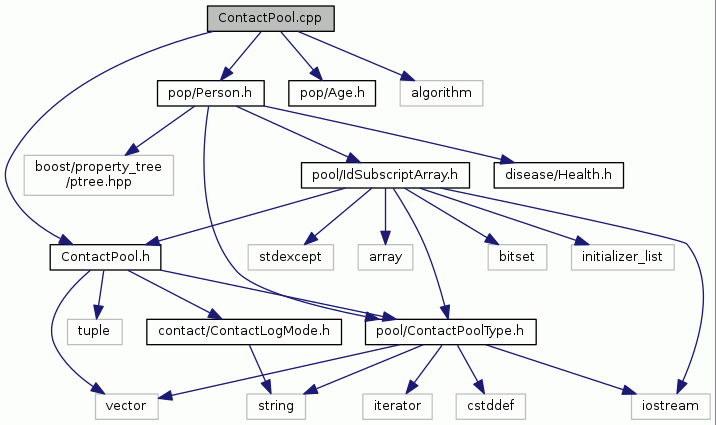 ContactPool.cpp
pop/Person.h
pop/Age.h
algorithm
boost/property_tree
/ptree.hpp
pool/IdSubscriptArray.h
disease/Health.h
ContactPool.h
stdexcept
array
bitset
initializer_list
tuple
contact/ContactLogMode.h
pool/ContactPoolType.h
vector
string
iterator
cstddef
iostream